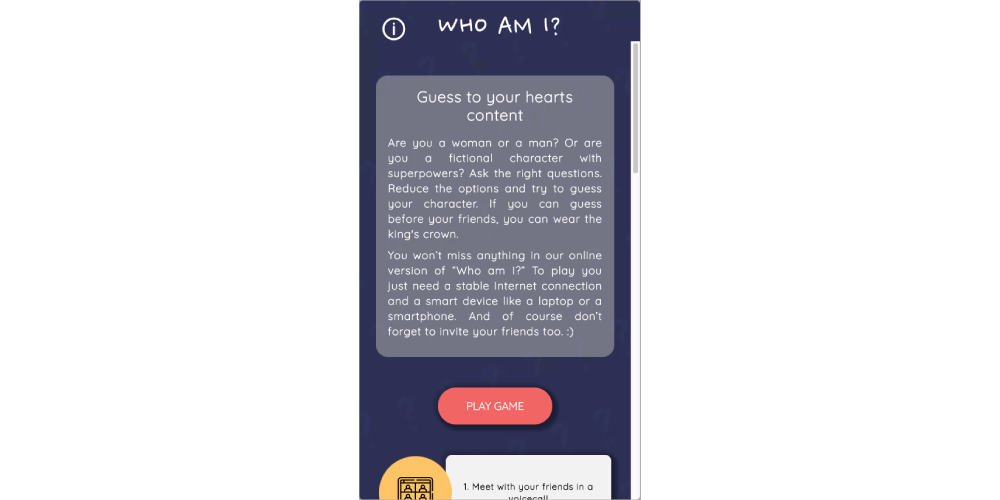 WHO AM I?
Guess to your hearts
content
Are you a woman or a man? Or are
you a fictional character with
superpowers? Ask the right questions.
Reduce the options and try to guess
your character. If you can guess
before your friends, you can wear the
king's crown.
You won't miss anything in our online
version of "Who am I?" To play you
just need a stable Internet connection
and a smart device like a laptop or a
smartphone. And of course don't
forget to invite your friends too. :)
PLAY GAME
1. Meet with your friends in a
voicecall